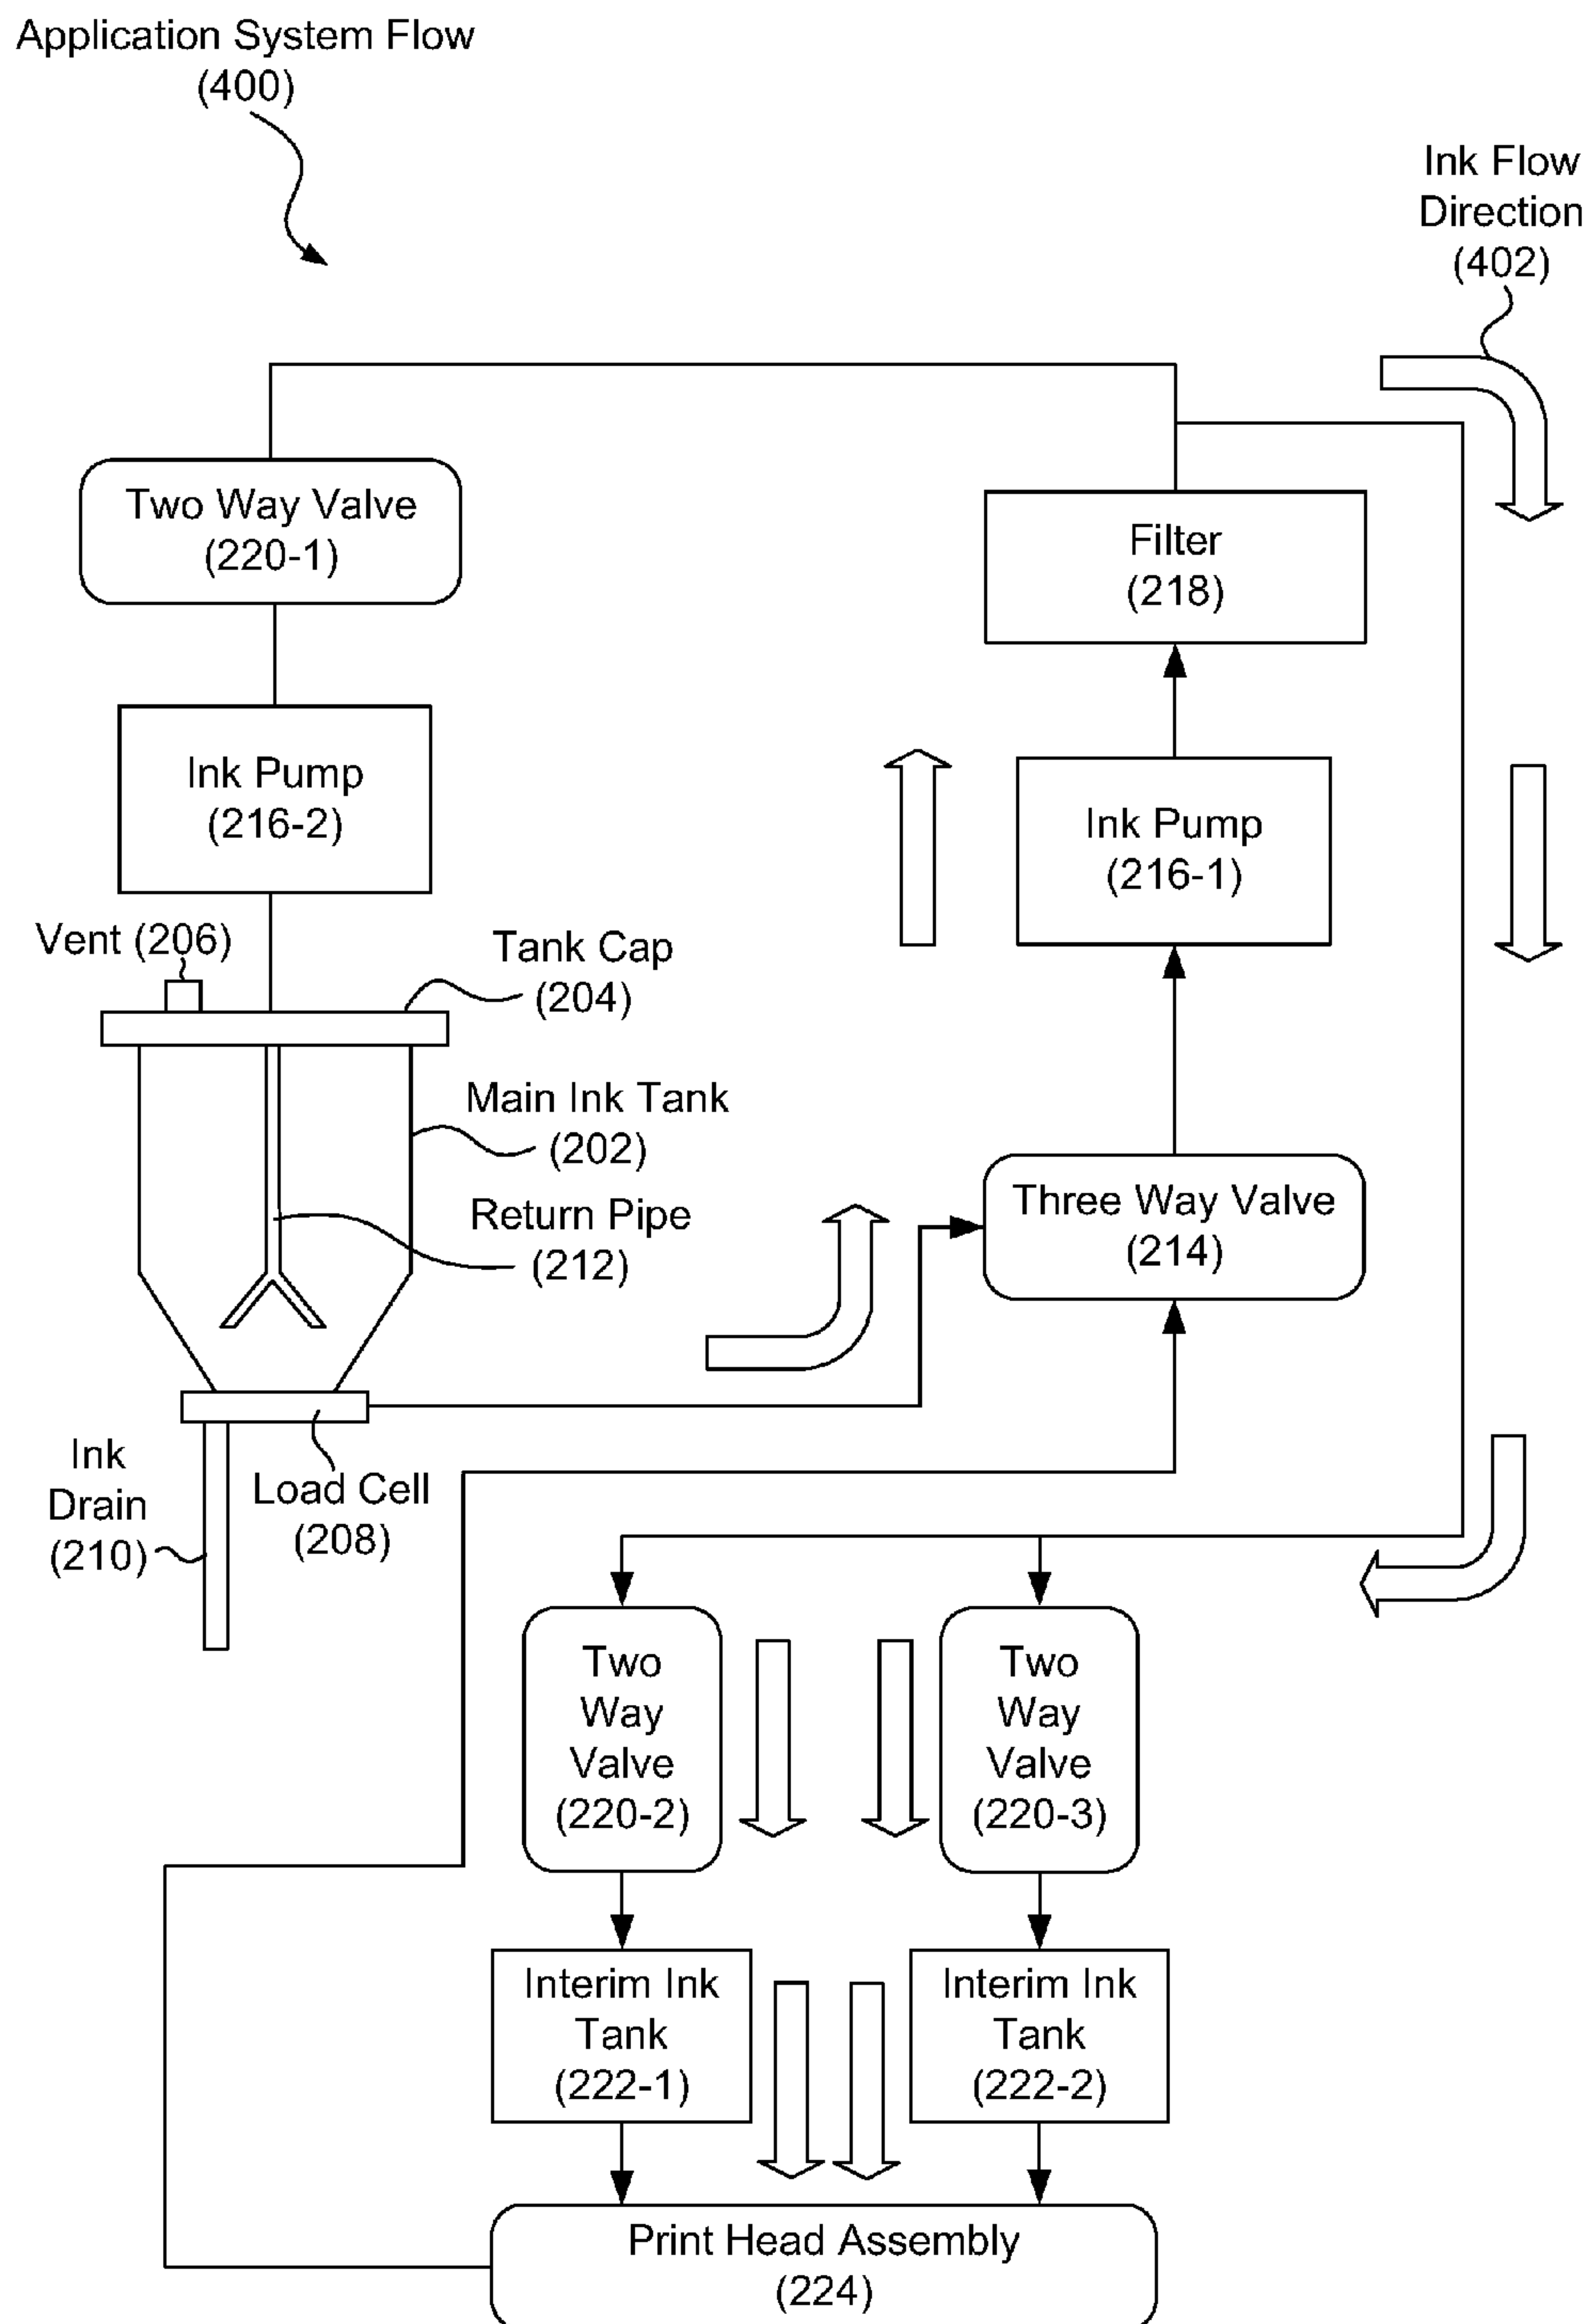 Application System Flow
(400)
Ink Flow
Direction
(402)
Two Way Valve
(220-1)
Filter
(218)
Ink Pump
(216-2)
Ink Pump
(216-1)
Vent (206)
Tank Cap
(204)
Main Ink Tank
(202)
Return Pipe
(212)
Three Way Valve
(214)
Ink
Drain
(210)
Load Cell
(208)
Two
Way
Valve
(220-2)
Two
Way
Valve
(220-3)
Interim Ink
Tank
(222-1)
Interim Ink
Tank
(222-2)
Print Head Assembly
(224)